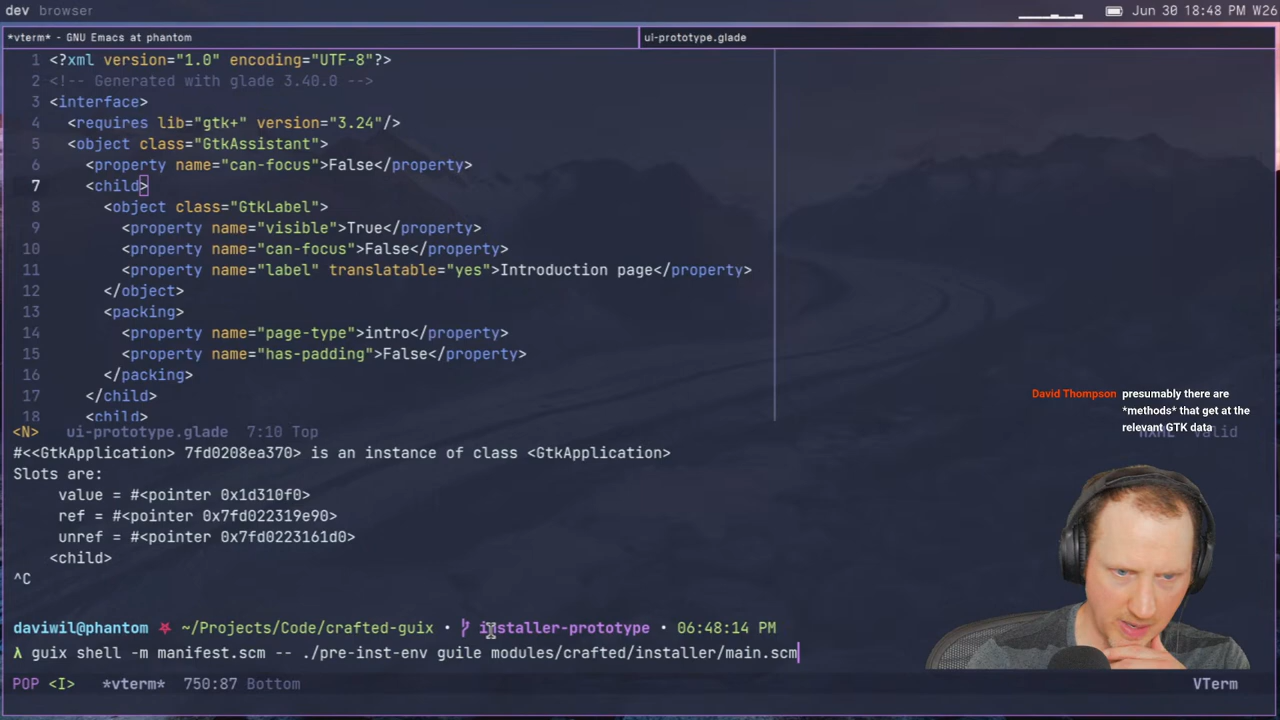 dev browser
Jun 30 18:48 PM W26
*vterm* - GNU Emacs at phantom
ui-prototype.glade
1 <?xml version="1.0" encoding="UTF-8"?>
2 <!-- Generated with glade 3.40.0 -->
3 <interface>
4 <requires lib="gtk+" version="3.24"/>
5 <object class="GtkAssistant">
6 <property name="can-focus">False</property>
7 <child>
8 <object class="GtkLabel">
9 <property name="visible">True</property>
10 <property name="can-focus">False</property>
11 <property name="label" translatable="yes">Introduction page</property>
12 </object>
13 <packing>
14 <property name="page-type">intro</property>
15 <property name="has-padding">False</property>
16 </packing>
17 </child>
18 <child>
David Thompson presumably there are
*methods* that get at the
relevant GTK data
<N> ui-prototype.glade 7:10 Top
Valid
#<<GtkApplication> 7fd0208ea370> is an instance of class <GtkApplication>
Slots are:
value = #<pointer 0x1d310f0>
ref = #<pointer 0x7fd022319e90>
unref = #<pointer 0x7fd0223161d0>
<child>
^C
daviwil@phantom ~/Projects/Code/crafted-guix • installer-prototype • 06:48:14 PM
λ guix shell -m manifest.scm -- ./pre-inst-env guile modules/crafted/installer/main.scm
POP <I> *vterm* 750:87 Bottom
VTerm